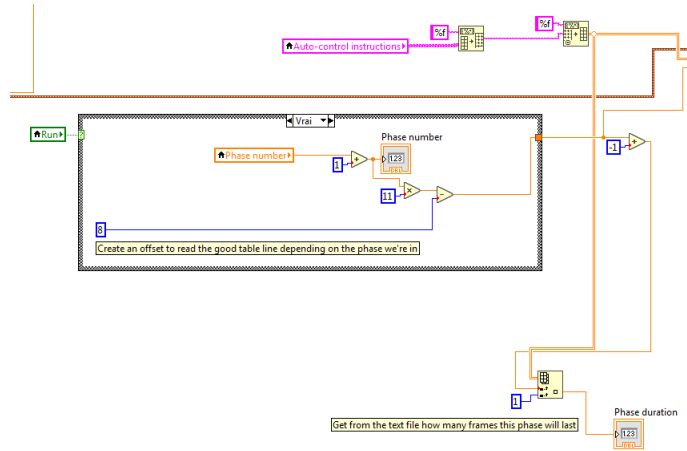 %f
%f
Auto-control instructions
Vrai
Run
Phase number
Phase number
1
123
-1
11
8
Create an offset to read the good table line depending on the phase we're in
1
Get from the text file how many frames this phase will last
Phase duration
123